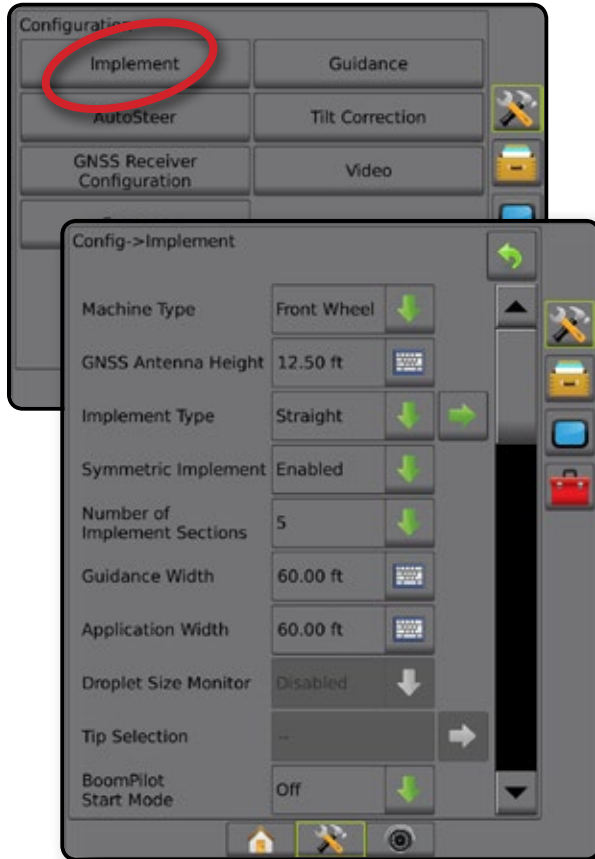 Configuration
Implement
Guidance
AutoSteer
Tilt Correction
GNSS Receiver
Configuration
Video
Config->Implement
Machine Type
Front Wheel
GNSS Antenna Height
12.50 ft
Implement Type
Straight
Symmetric Implement
Enabled
Number of
Implement Sections
5
Guidance Width
60.00 ft
Application Width
60.00 ft
Droplet Size Monitor
Disabled
Tip Selection
--
BoomPilot
Start Mode
Off